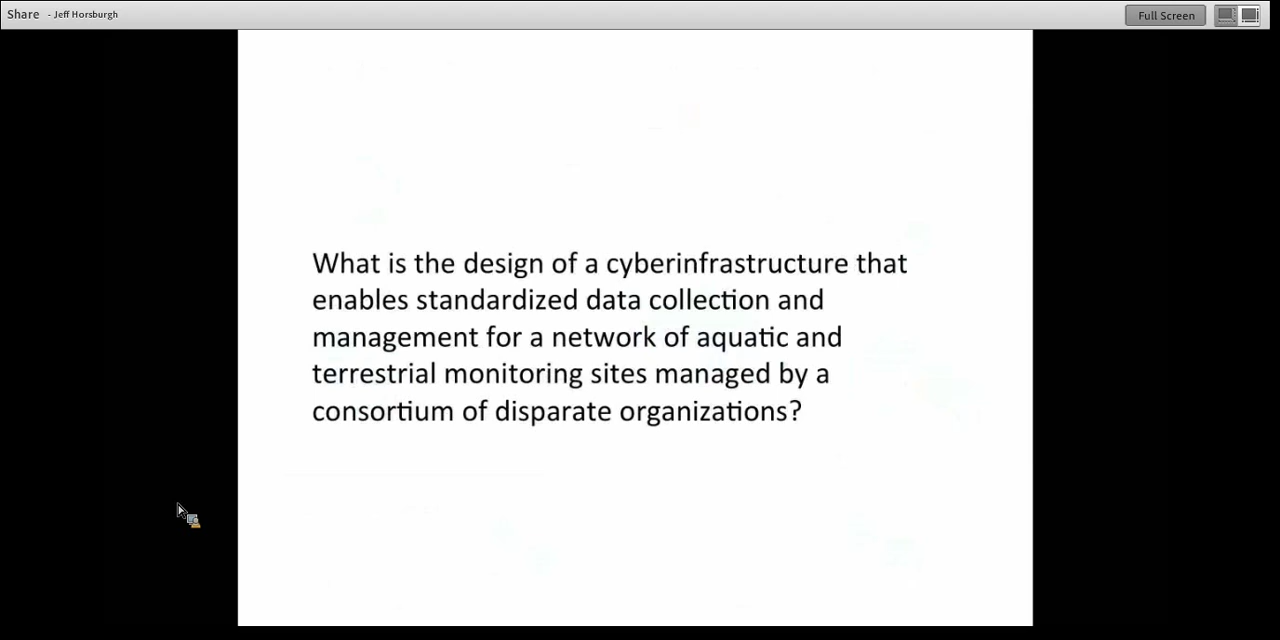 Share - Jeff Horsburgh
Full Screen
What is the design of a cyberinfrastructure that
enables standardized data collection and
management for a network of aquatic and
terrestrial monitoring sites managed by a
consortium of disparate organizations?